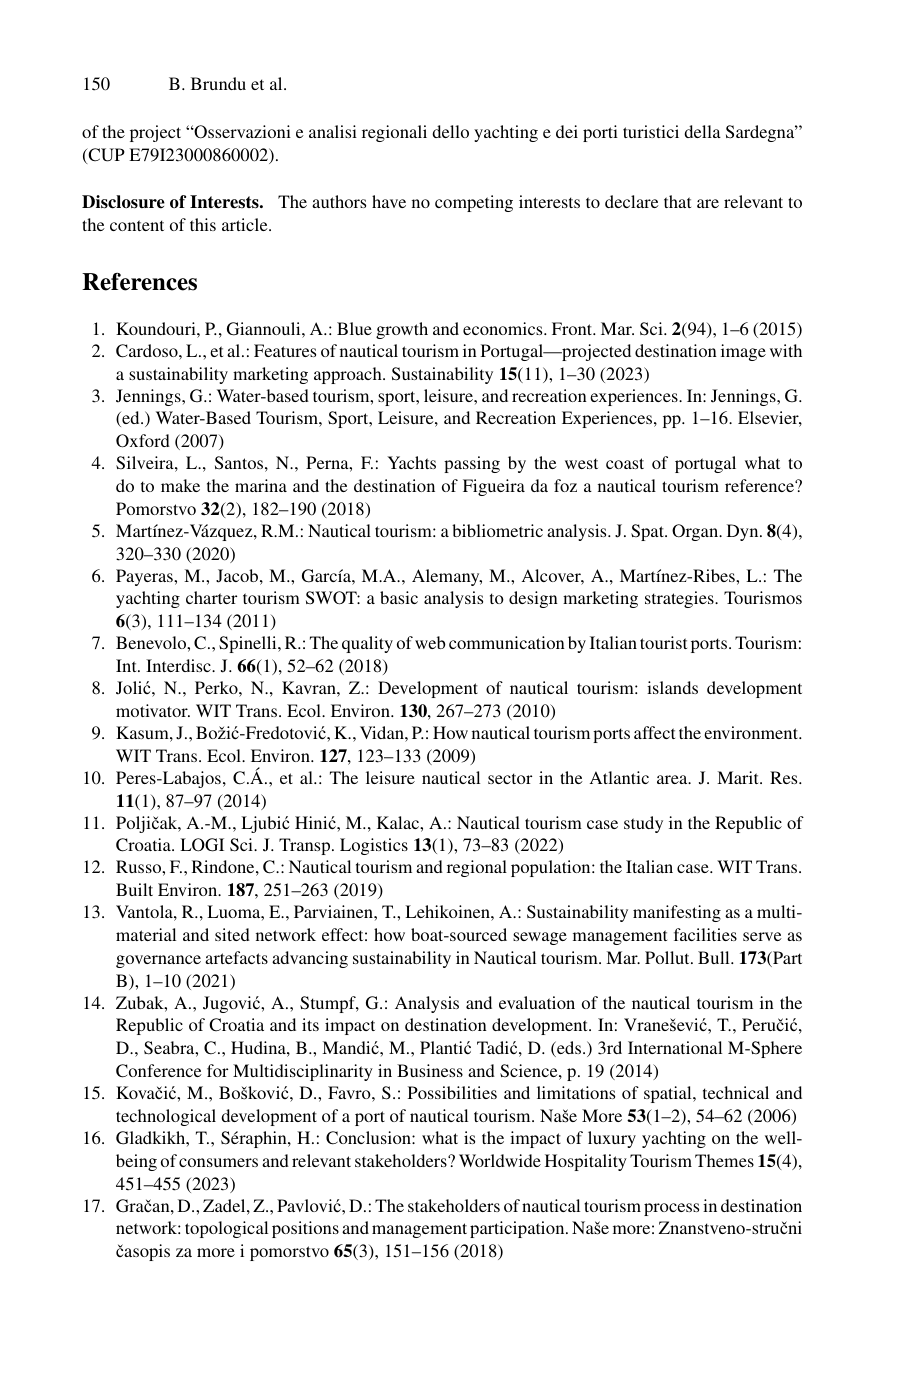 150 B. Brundu et al.
of the project “Osservazioni e analisi regionali dello yachting e dei porti turistici della Sardegna”
(CUP E79I23000860002).
Disclosure of Interests. The authors have no competing interests to declare that are relevant to
the content of this article.
References
1. Koundouri, P., Giannouli, A.: Blue growth and economics. Front. Mar. Sci. 2(94), 1–6 (2015)
2. Cardoso, L., et al.: Features of nautical tourism in Portugal—projected destination image with
a sustainability marketing approach. Sustainability 15(11), 1–30 (2023)
3. Jennings, G.: Water-based tourism, sport, leisure, and recreation experiences. In: Jennings, G.
(ed.) Water-Based Tourism, Sport, Leisure, and Recreation Experiences, pp. 1–16. Elsevier,
Oxford (2007)
4. Silveira, L., Santos, N., Perna, F.: Yachts passing by the west coast of portugal what to
do to make the marina and the destination of Figueira da foz a nautical tourism reference?
Pomorstvo 32(2), 182–190 (2018)
5. Martínez-Vázquez, R.M.: Nautical tourism: a bibliometric analysis. J. Spat. Organ. Dyn. 8(4),
320–330 (2020)
6. Payeras, M., Jacob, M., García, M.A., Alemany, M., Alcover, A., Martínez-Ribes, L.: The
yachting charter tourism SWOT: a basic analysis to design marketing strategies. Tourismos
6(3), 111–134 (2011)
7. Benevolo, C., Spinelli, R.: The quality of web communication by Italian tourist ports. Tourism:
Int. Interdisc. J. 66(1), 52–62 (2018)
8. Jolić, N., Perko, N., Kavran, Z.: Development of nautical tourism: islands development
motivator. WIT Trans. Ecol. Environ. 130, 267–273 (2010)
9. Kasum, J., Božić-Fredotović, K., Vidan, P.: How nautical tourism ports affect the environment.
WIT Trans. Ecol. Environ. 127, 123–133 (2009)
10. Peres-Labajos, C.Á., et al.: The leisure nautical sector in the Atlantic area. J. Marit. Res.
11(1), 87–97 (2014)
11. Poljičak, A.-M., Ljubić Hinić, M., Kalac, A.: Nautical tourism case study in the Republic of
Croatia. LOGI Sci. J. Transp. Logistics 13(1), 73–83 (2022)
12. Russo, F., Rindone, C.: Nautical tourism and regional population: the Italian case. WIT Trans.
Built Environ. 187, 251–263 (2019)
13. Vantola, R., Luoma, E., Parviainen, T., Lehikoinen, A.: Sustainability manifesting as a multi-
material and sited network effect: how boat-sourced sewage management facilities serve as
governance artefacts advancing sustainability in Nautical tourism. Mar. Pollut. Bull. 173(Part
B), 1–10 (2021)
14. Zubak, A., Jugović, A., Stumpf, G.: Analysis and evaluation of the nautical tourism in the
Republic of Croatia and its impact on destination development. In: Vranešević, T., Peručić,
D., Seabra, C., Hudina, B., Mandić, M., Plantić Tadić, D. (eds.) 3rd International M-Sphere
Conference for Multidisciplinarity in Business and Science, p. 19 (2014)
15. Kovačić, M., Bošković, D., Favro, S.: Possibilities and limitations of spatial, technical and
technological development of a port of nautical tourism. Naše More 53(1–2), 54–62 (2006)
16. Gladkikh, T., Séraphin, H.: Conclusion: what is the impact of luxury yachting on the well-
being of consumers and relevant stakeholders? Worldwide Hospitality Tourism Themes 15(4),
451–455 (2023)
17. Gračan, D., Zadel, Z., Pavlović, D.: The stakeholders of nautical tourism process in destination
network: topological positions and management participation. Naše more: Znanstveno-stručni
časopis za more i pomorstvo 65(3), 151–156 (2018)